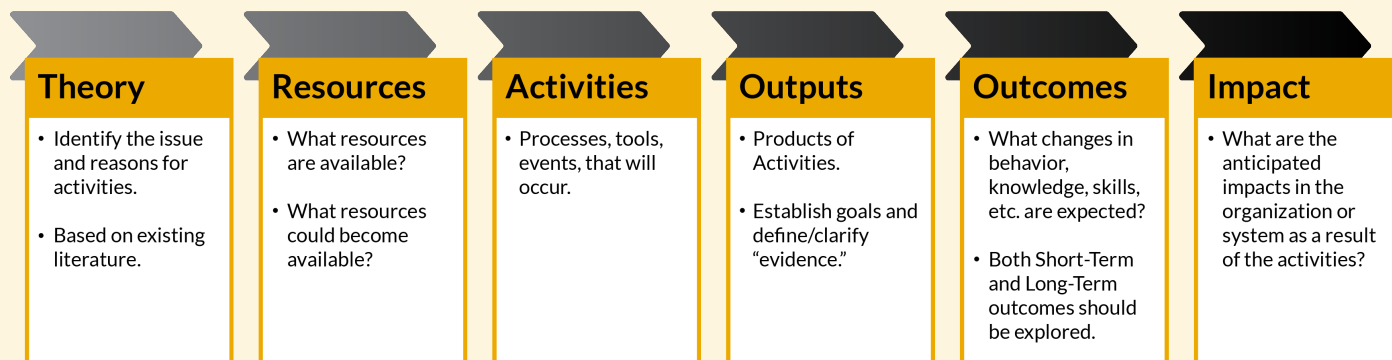 Theory
• Identify the issue
and reasons for
activities.
• Based on existing
literature.
Resources
• What resources
are available?
• What resources
could become
available?
Activities
• Processes, tools,
events, that will
occur.
Outputs
• Products of
Activities.
• Establish goals and
define/clarify
“evidence.”
Outcomes
• What changes in
behavior,
knowledge, skills,
etc. are expected?
• Both Short-Term
and Long-Term
outcomes should
be explored.
Impact
• What are the
anticipated
impacts in the
organization or
system as a result
of the activities?